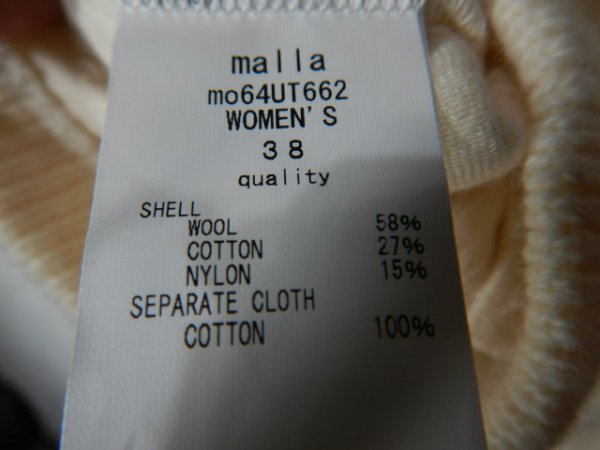 malla
mo64UT662
WOMEN'S
38
quality
SHELL
WOOL 58%
COTTON 27%
NYLON 15%
SEPARATE CLOTH
COTTON 100%